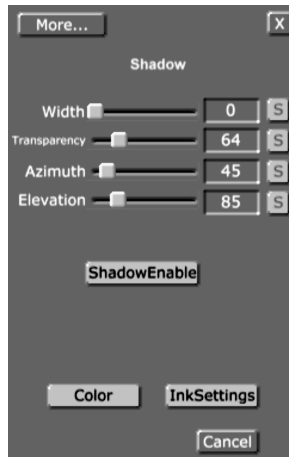 More... X
Shadow
Width 0 S
Transparency 64 S
Azimuth 45 S
Elevation 85 S
ShadowEnable
Color InkSettings
Cancel